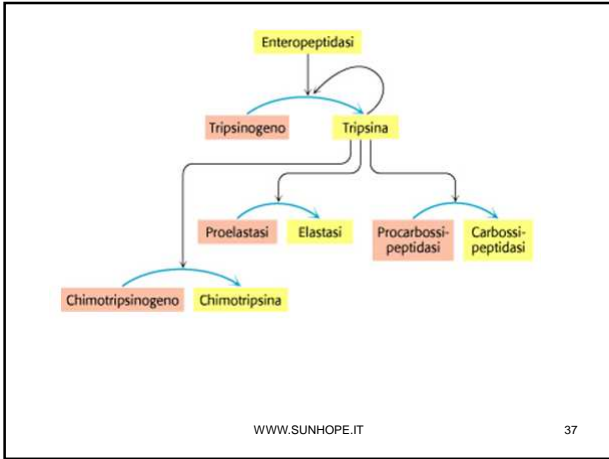 Enteropeptidasi
Tripsinogeno
Tripsina
Proelastasi
Elastasi
Procarbossi-
peptidasi
Carbossi-
peptidasi
Chimotripsinogeno
Chimotripsina
WWW.SUNHOPE.IT
37